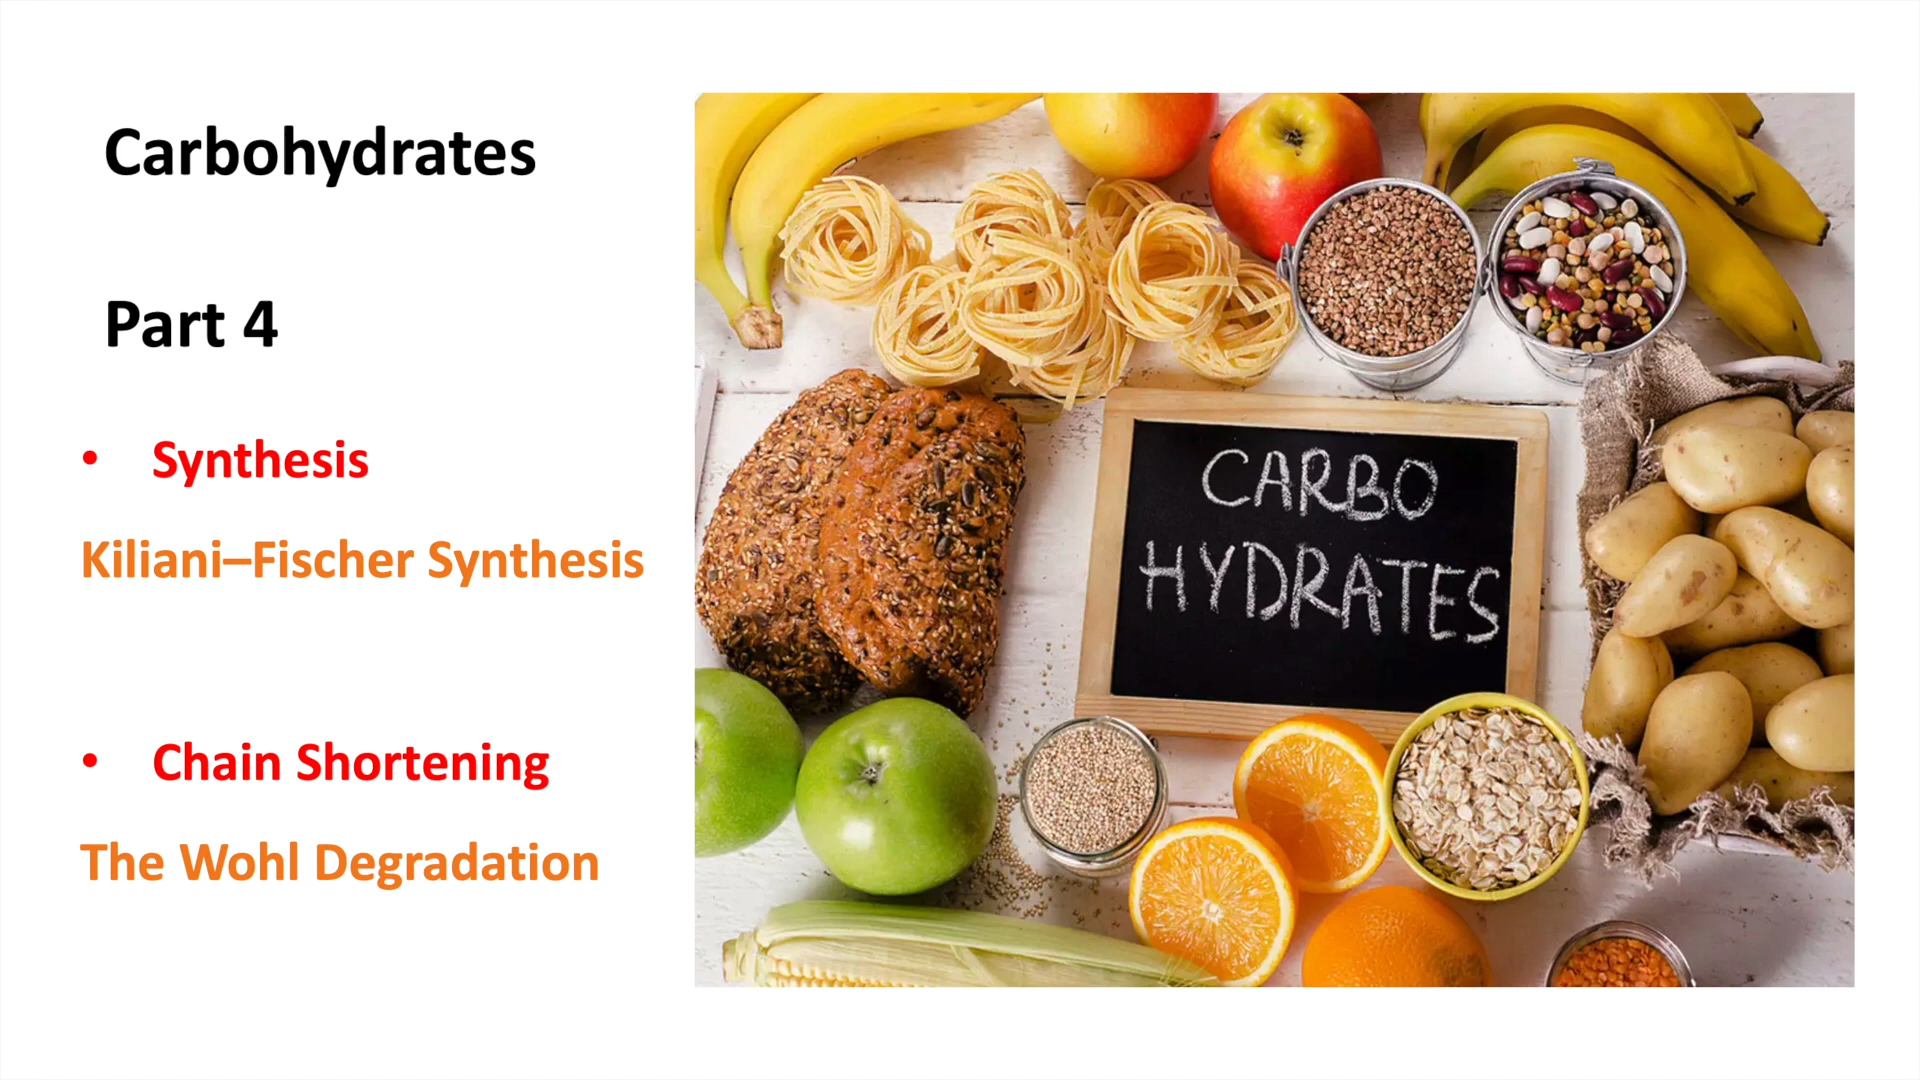 Carbohydrates
Part 4
• Synthesis
Kiliani–Fischer Synthesis
• Chain Shortening
The Wohl Degradation
CARBO
HYDRATES